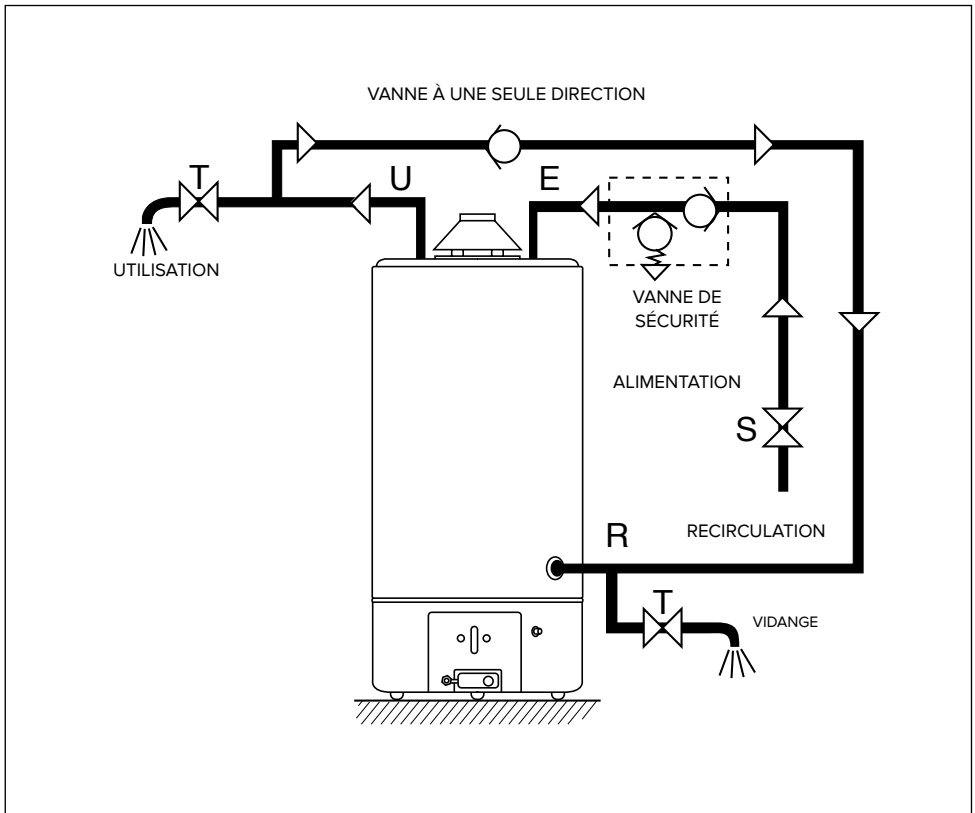 VANNE À UNE SEULE DIRECTION
T
U
E
UTILISATION
VANNE DE
SÉCURITÉ
ALIMENTATION
S
R
RECIRCULATION
T
VIDANGE